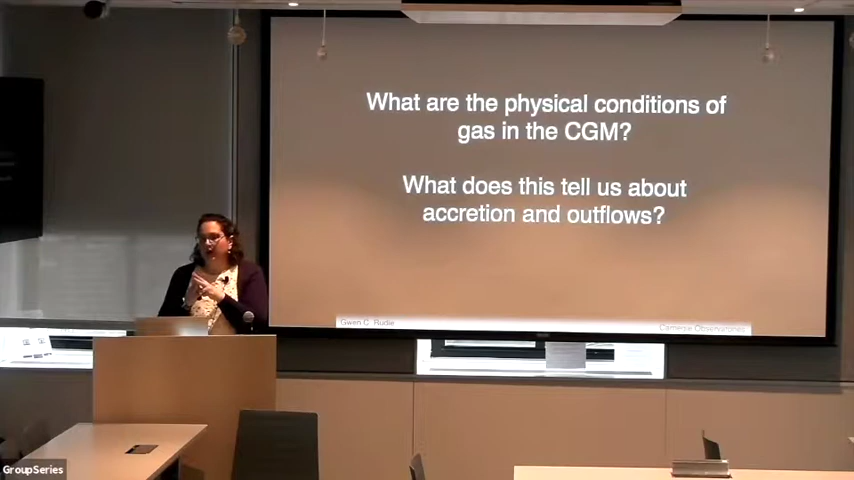 What are the physical conditions of
gas in the CGM?
What does this tell us about
accretion and outflows?
Gwen C. Rudie
Carnegie Observatories
GroupSeries